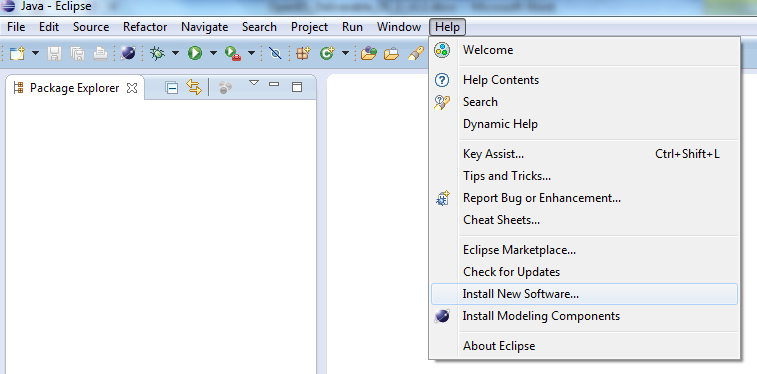 Java - Eclipse
File Edit Source Refactor Navigate Search Project Run Window Help
Package Explorer
Welcome
Help Contents
Search
Dynamic Help
Key Assist... Ctrl+Shift+L
Tips and Tricks...
Report Bug or Enhancement...
Cheat Sheets...
Eclipse Marketplace...
Check for Updates
Install New Software...
Install Modeling Components
About Eclipse